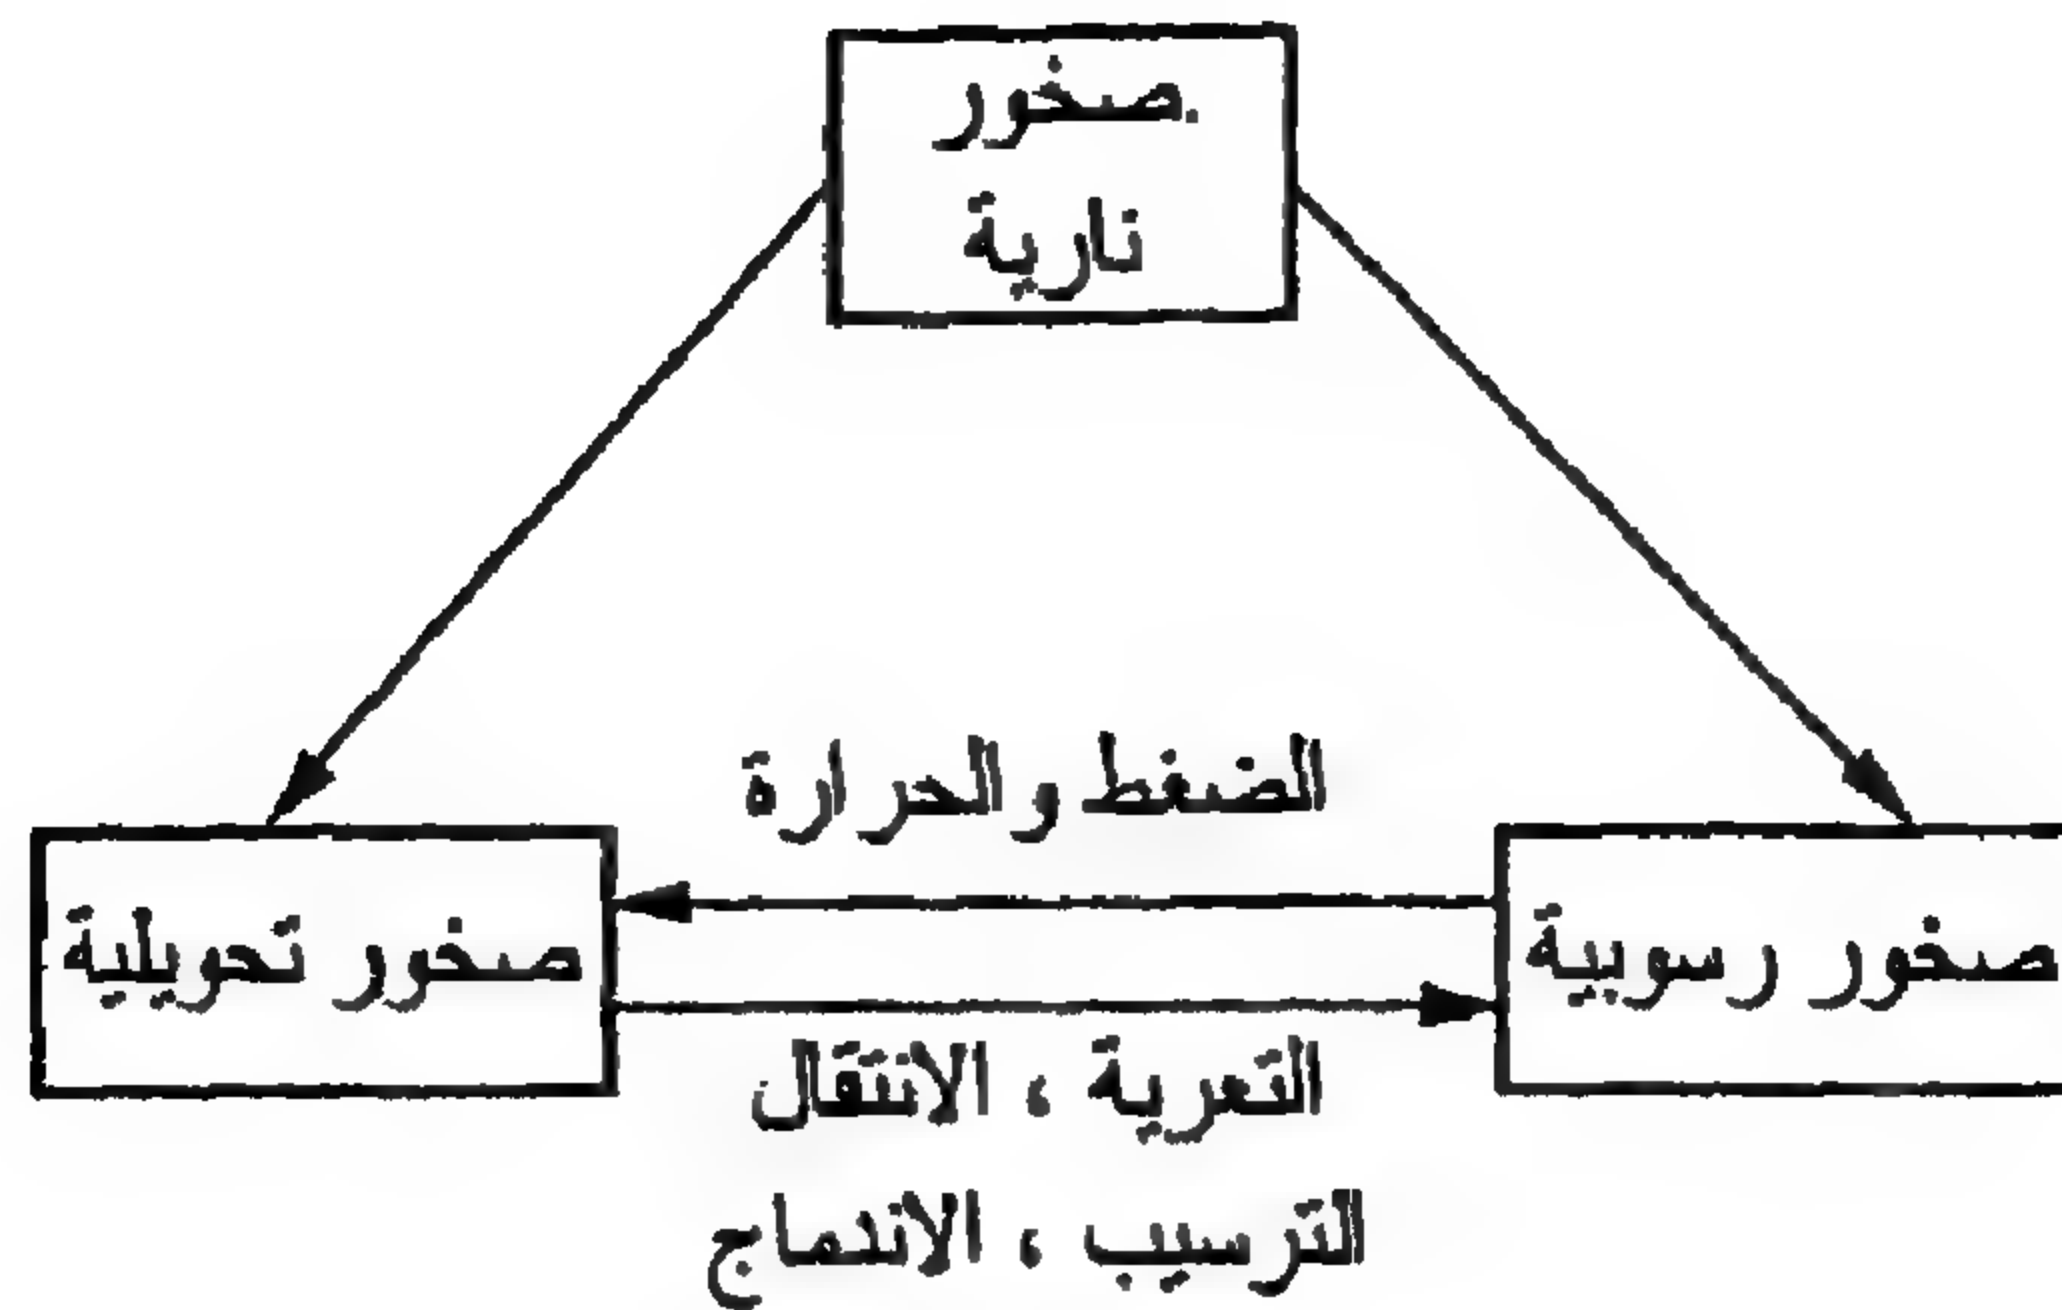 صخور
نارية
الضغط والحرارة
صخور رسوبية
صخور تحويلية
التعرية ، الانتقال
الترسيب ، الاندماج